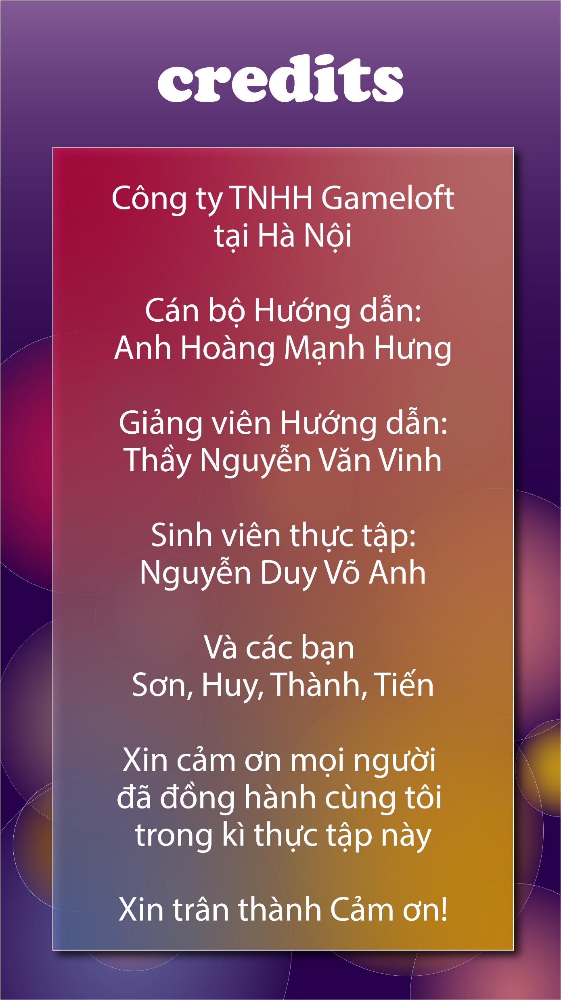 credits
Công ty TNHH Gameloft
tại Hà Nội
Cán bộ Hướng dẫn:
Anh Hoàng Mạnh Hưng
Giảng viên Hướng dẫn:
Thầy Nguyễn Văn Vinh
Sinh viên thực tập:
Nguyễn Duy Võ Anh
Và các bạn
Sơn, Huy, Thành, Tiến
Xin cảm ơn mọi người
đã đồng hành cùng tôi
trong kì thực tập này
Xin trân thành Cảm ơn!